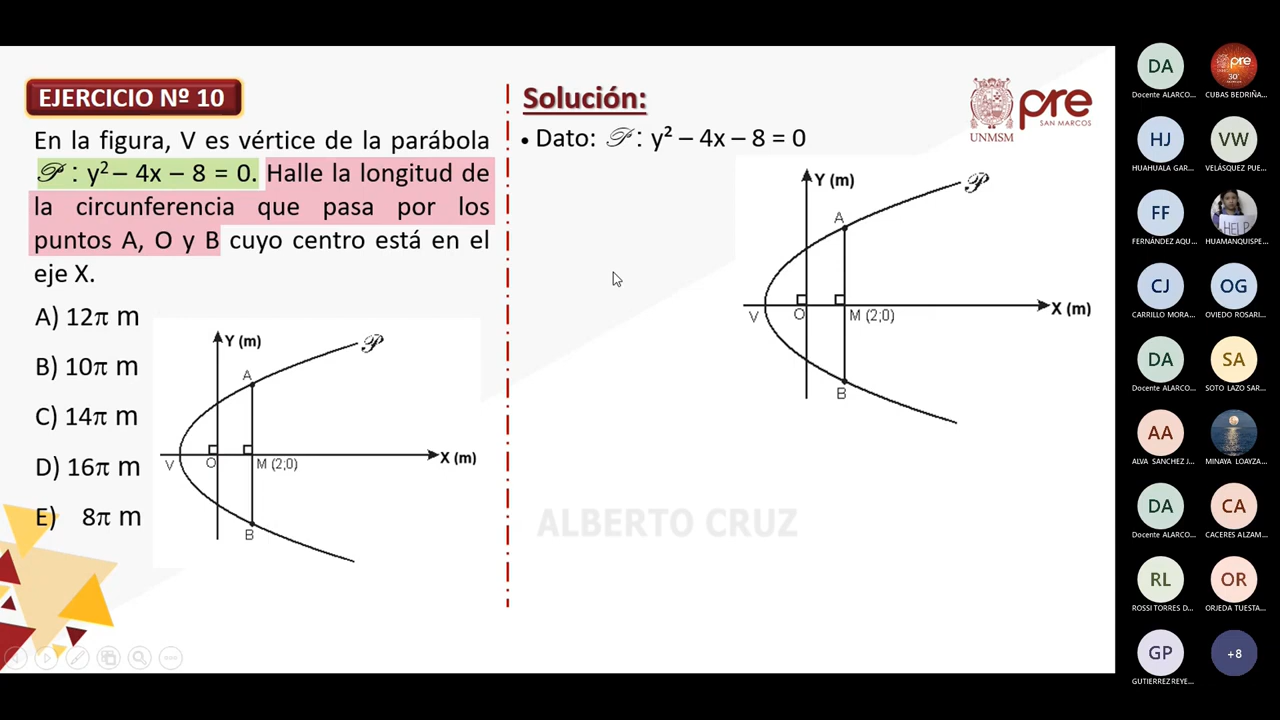 EJERCICIO Nº 10
En la figura, V es vértice de la parábola
𝒫 : y² – 4x – 8 = 0. Halle la longitud de
la circunferencia que pasa por los
puntos A, O y B cuyo centro está en el
eje X.
A) 12π m
B) 10π m
C) 14π m
D) 16π m
E) 8π m
Y (m)
𝒫
A
V
O
M (2;0)
X (m)
B
Solución:
• Dato: 𝒫 : y² – 4x – 8 = 0
UNMSM
pre
SAN MARCOS
Y (m)
𝒫
A
V
O
M (2;0)
X (m)
B
ALBERTO CRUZ
DA
Docente ALARCO...
pre
30°
CUBAS BEDRIÑA...
HJ
HUAHUALA GAR...
VW
VELÁSQUEZ PUE...
FF
FERNÁNDEZ AQU...
HELP
HUAMANQUISPE...
CJ
CARRILLO MORA...
OG
OVIEDO ROSARI...
DA
Docente ALARCO...
SA
SOTO LAZO SAR...
AA
ALVA SANCHEZ J...
MINAYA LOAYZA...
DA
Docente ALARCO...
CA
CACERES ALZAM...
RL
ROSSI TORRES D...
OR
ORJEDA TUESTA...
GP
GUTIERREZ REYE...
+8